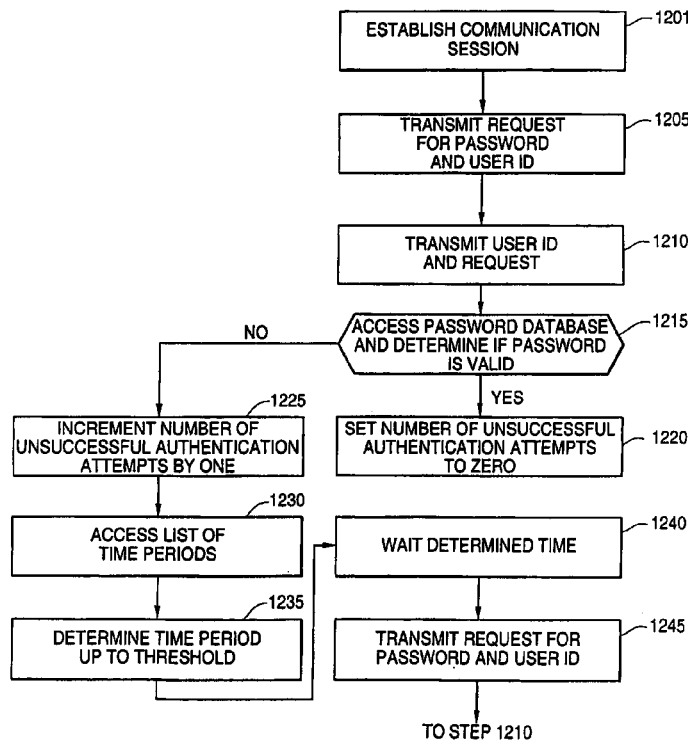 ESTABLISH COMMUNICATION
SESSION
1201
TRANSMIT REQUEST
FOR PASSWORD
AND USER ID
1205
TRANSMIT USER ID
AND REQUEST
1210
ACCESS PASSWORD DATABASE
AND DETERMINE IF PASSWORD
IS VALID
1215
NO
YES
1225
INCREMENT NUMBER OF
UNSUCCESSFUL AUTHENTICATION
ATTEMPTS BY ONE
SET NUMBER OF UNSUCCESSFUL
AUTHENTICATION ATTEMPTS
TO ZERO
1220
1230
ACCESS LIST OF
TIME PERIODS
1240
WAIT DETERMINED TIME
1235
DETERMINE TIME PERIOD
UP TO THRESHOLD
1245
TRANSMIT REQUEST FOR
PASSWORD AND USER ID
TO STEP 1210